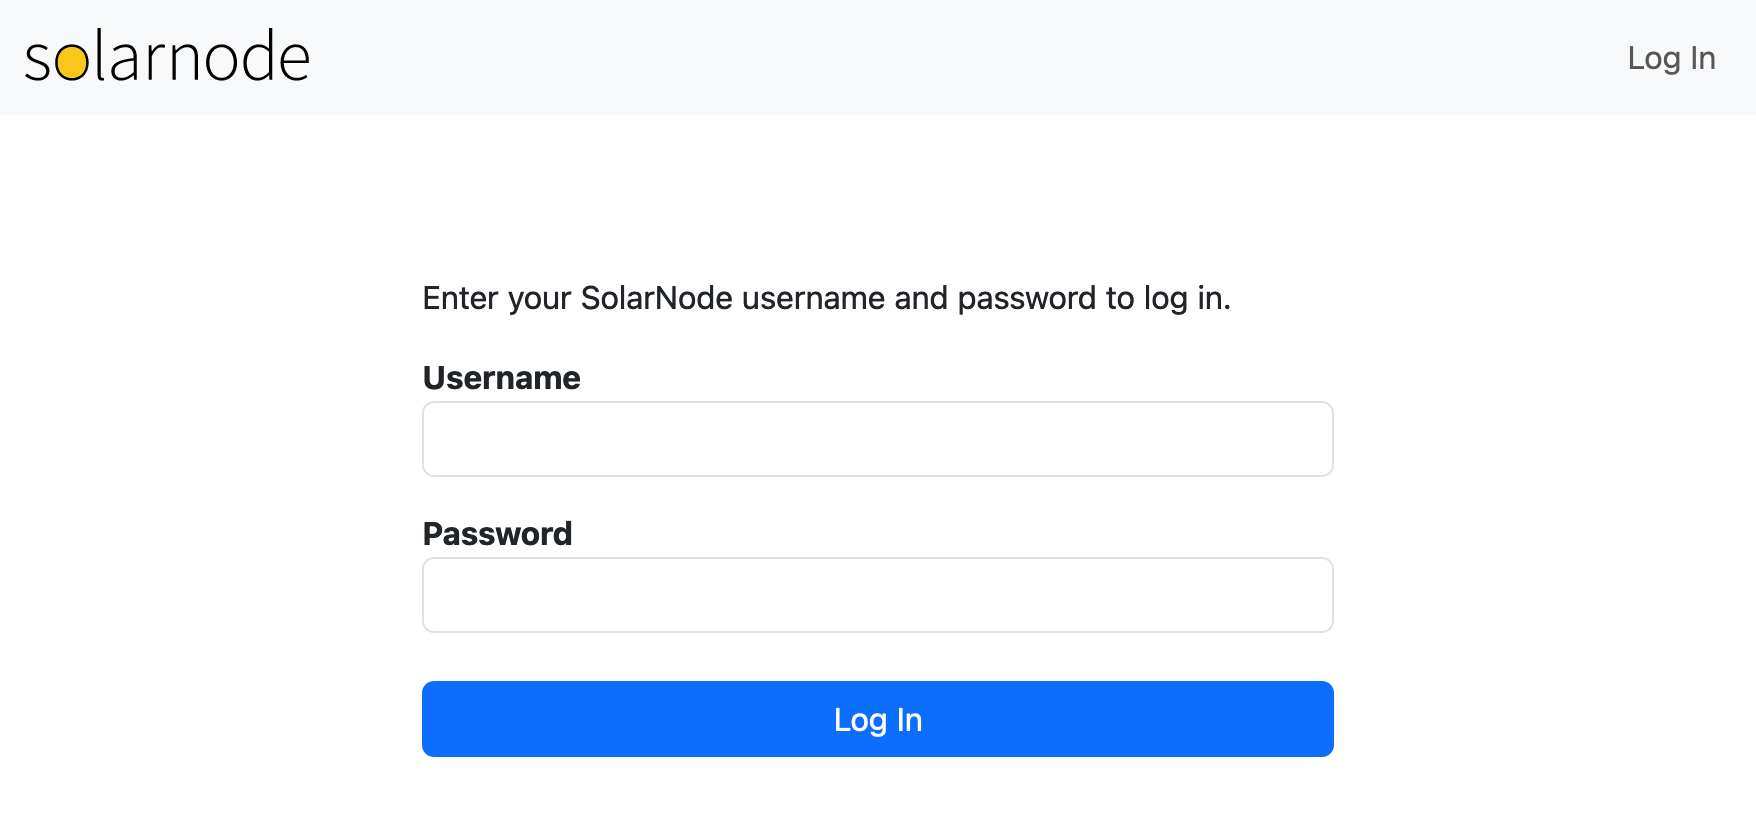 solarnode
Log In
Enter your SolarNode username and password to log in.
Username
Password
Log In